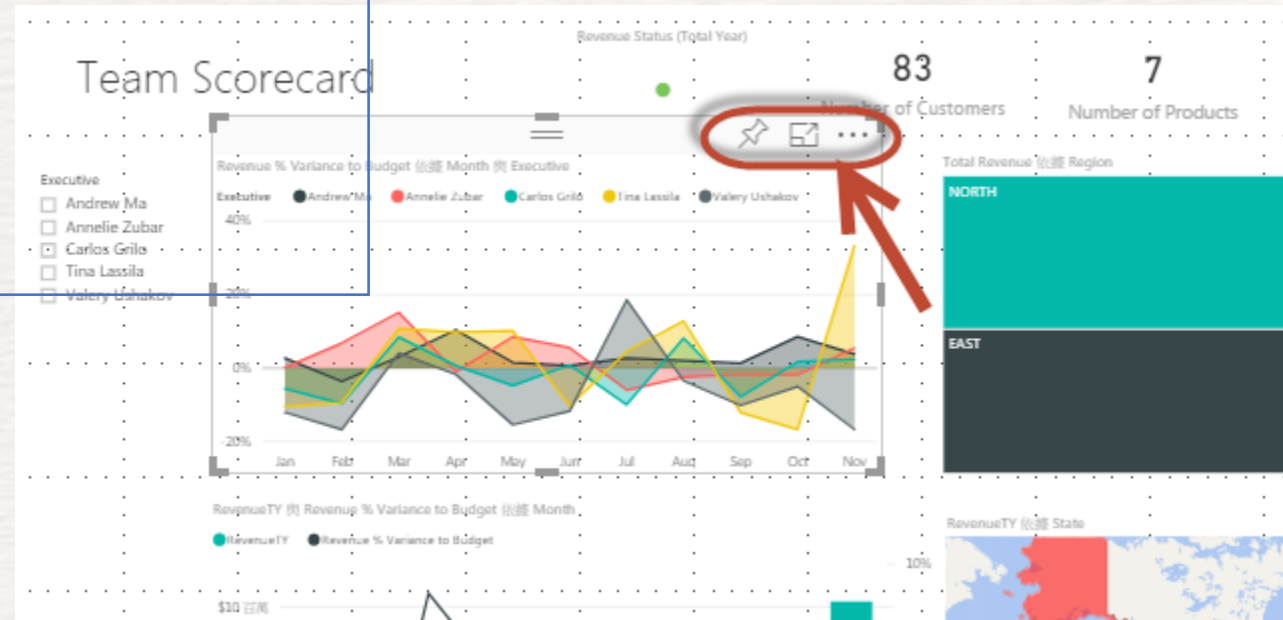 Revenue Status (Total Year)
Team Scorecard
83
Number of Customers
7
Number of Products
Executive
Andrew Ma
Annelie Zubar
Carlos Grilo
Tina Lassila
Valery Ushakov
Revenue % Variance to Budget 依據 Month 與 Executive
Executive Andrew Ma Annelie Zubar Carlos Grilo Tina Lassila Valery Ushakov
40%
20%
0%
-20%
Jan Feb Mar Apr May Jun Jul Aug Sep Oct Nov
Total Revenue 依據 Region
NORTH
EAST
RevenueTY 與 Revenue % Variance to Budget 依據 Month
RevenueTY Revenue % Variance to Budget
$10 百萬
10%
RevenueTY 依據 State